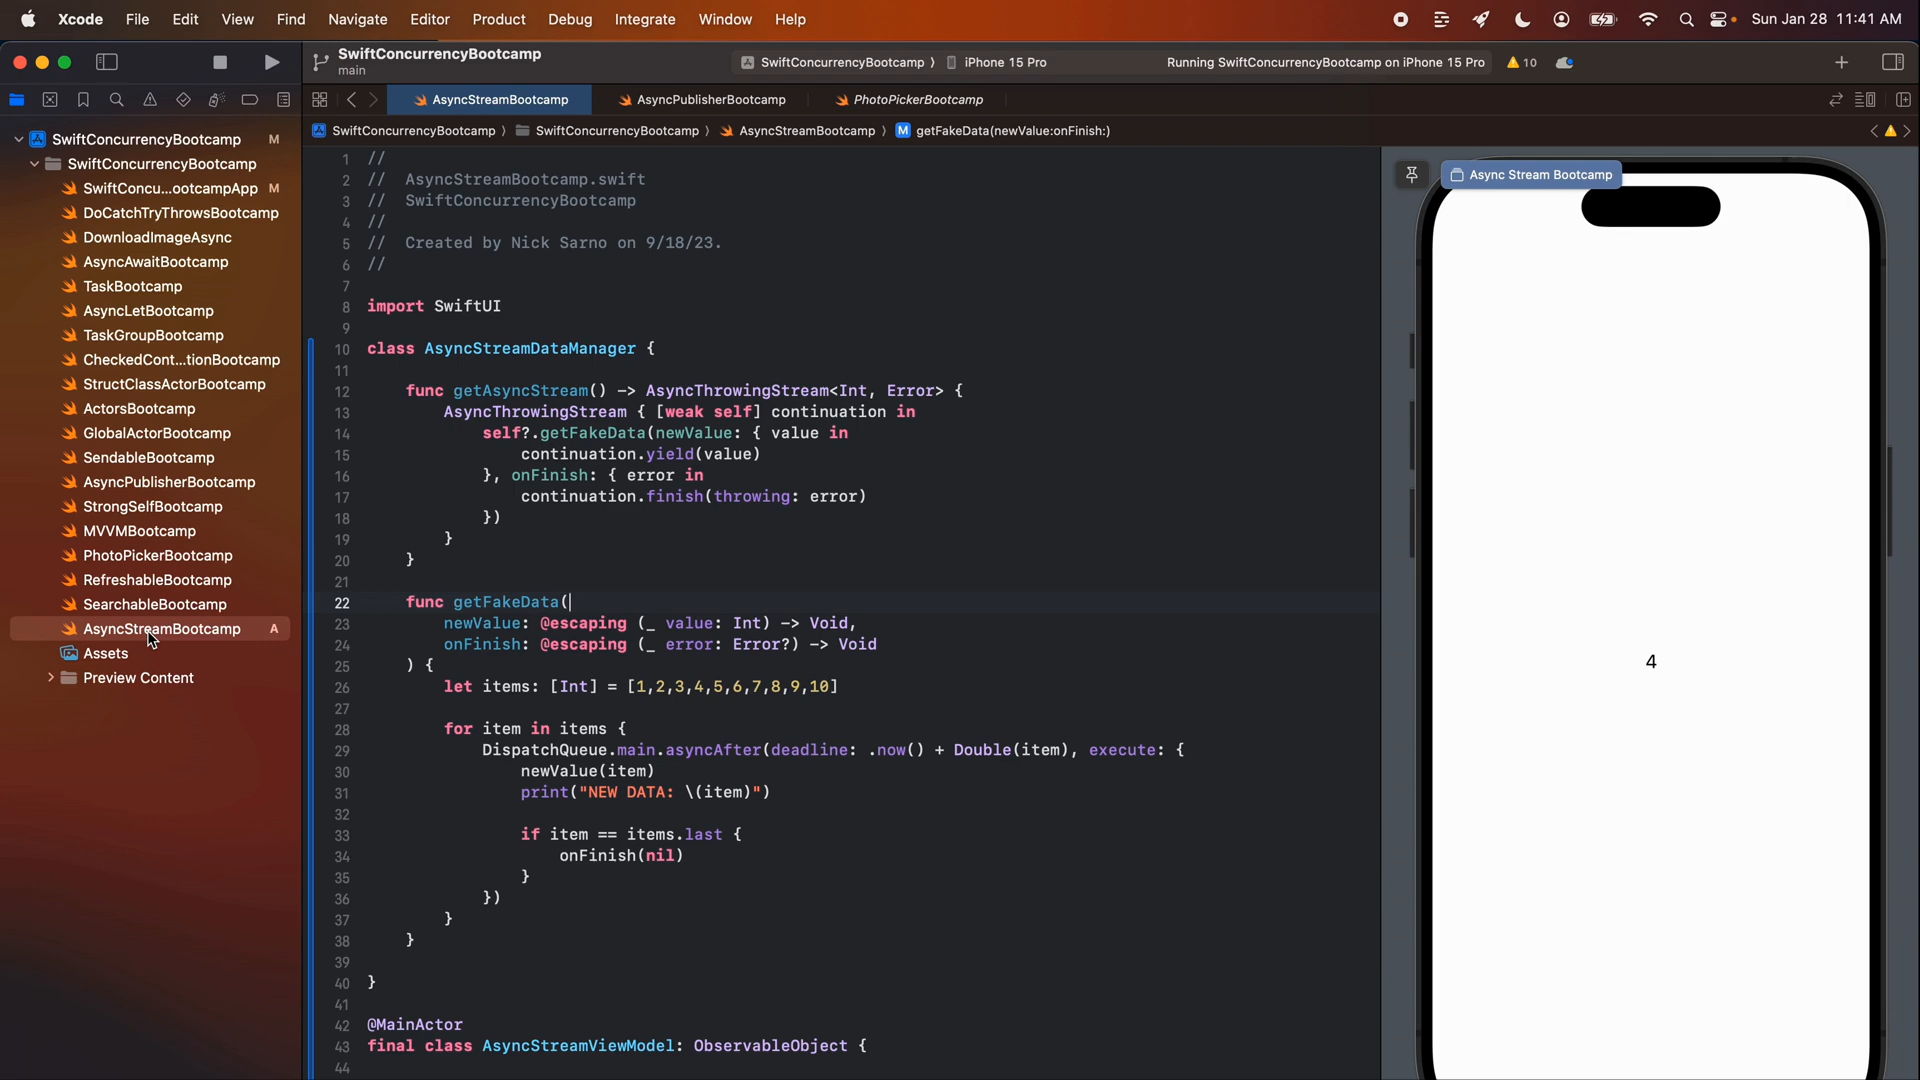 Xcode File Edit View Find Navigate Editor Product Debug Integrate Window Help Sun Jan 28 11:41 AM
SwiftConcurrencyBootcamp
main
SwiftConcurrencyBootcamp ⟩ iPhone 15 Pro Running SwiftConcurrencyBootcamp on iPhone 15 Pro 10
AsyncStreamBootcamp AsyncPublisherBootcamp PhotoPickerBootcamp
SwiftConcurrencyBootcamp ⟩ SwiftConcurrencyBootcamp ⟩ AsyncStreamBootcamp ⟩ M getFakeData(newValue:onFinish:)
SwiftConcurrencyBootcamp M
SwiftConcurrencyBootcamp
SwiftConcu...ootcampApp M
DoCatchTryThrowsBootcamp
DownloadImageAsync
AsyncAwaitBootcamp
TaskBootcamp
AsyncLetBootcamp
TaskGroupBootcamp
CheckedCont...tionBootcamp
StructClassActorBootcamp
ActorsBootcamp
GlobalActorBootcamp
SendableBootcamp
AsyncPublisherBootcamp
StrongSelfBootcamp
MVVMBootcamp
PhotoPickerBootcamp
RefreshableBootcamp
SearchableBootcamp
AsyncStreamBootcamp A
Assets
Preview Content
1 //
2 // AsyncStreamBootcamp.swift
3 // SwiftConcurrencyBootcamp
4 //
5 // Created by Nick Sarno on 9/18/23.
6 //
7
8 import SwiftUI
9
10 class AsyncStreamDataManager {
11
12 func getAsyncStream() -> AsyncThrowingStream<Int, Error> {
13 AsyncThrowingStream { [weak self] continuation in
14 self?.getFakeData(newValue: { value in
15 continuation.yield(value)
16 }, onFinish: { error in
17 continuation.finish(throwing: error)
18 })
19 }
20 }
21
22 func getFakeData(
23 newValue: @escaping (_ value: Int) -> Void,
24 onFinish: @escaping (_ error: Error?) -> Void
25 ) {
26 let items: [Int] = [1,2,3,4,5,6,7,8,9,10]
27
28 for item in items {
29 DispatchQueue.main.asyncAfter(deadline: .now() + Double(item), execute: {
30 newValue(item)
31 print("NEW DATA: \(item)")
32
33 if item == items.last {
34 onFinish(nil)
35 }
36 })
37 }
38 }
39
40 }
41
42 @MainActor
43 final class AsyncStreamViewModel: ObservableObject {
44
Async Stream Bootcamp
4